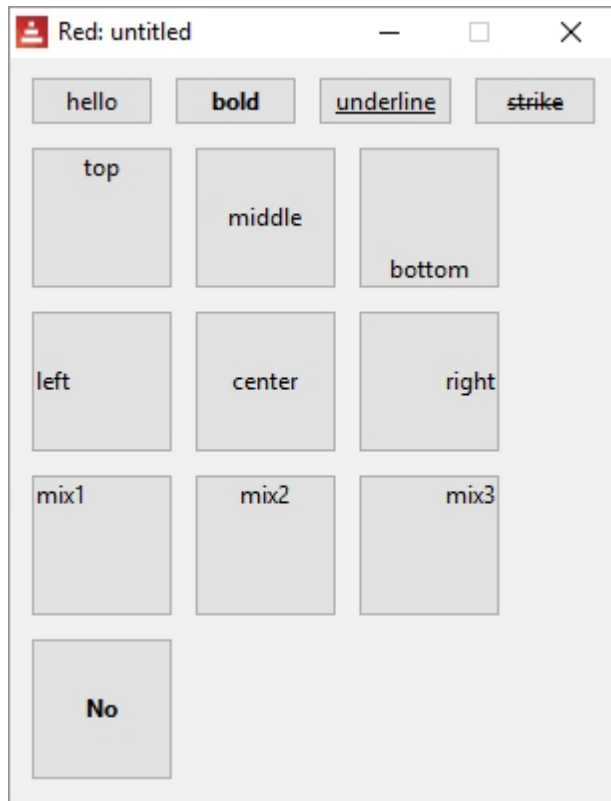 Red: untitled
hello bold underline strike
top middle bottom
left center right
mix1 mix2 mix3
No